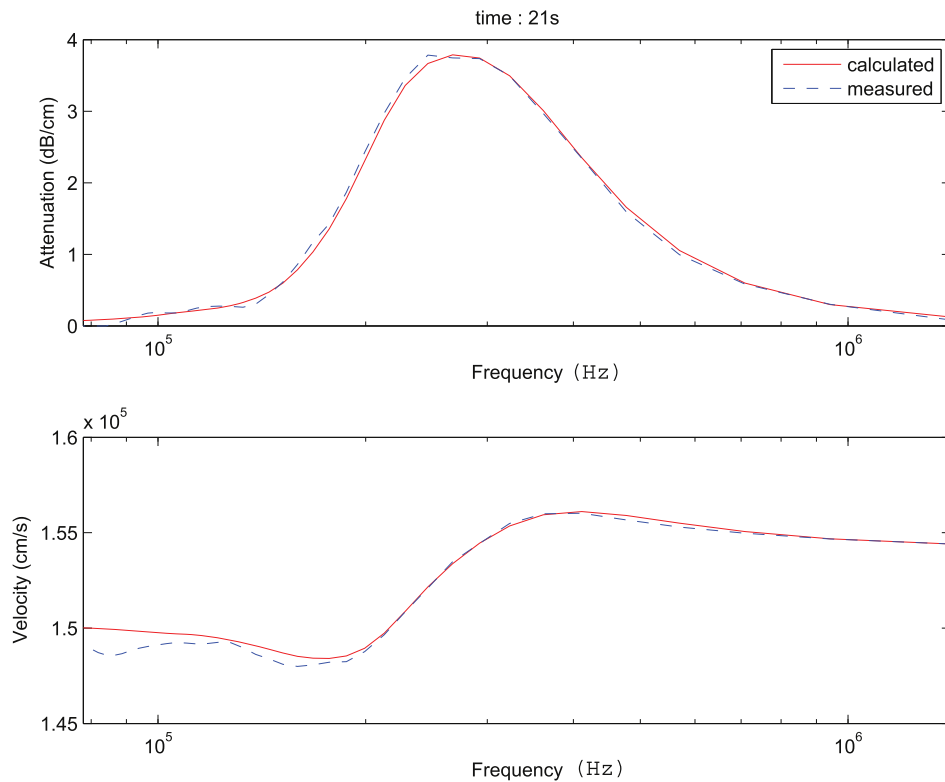 time : 21s
4
3
2
1
0
Attenuation (dB/cm)
calculated
measured
10^5
10^6
Frequency (Hz)
x 10^5
1.6
1.55
1.5
1.45
Velocity (cm/s)
10^5
10^6
Frequency (Hz)